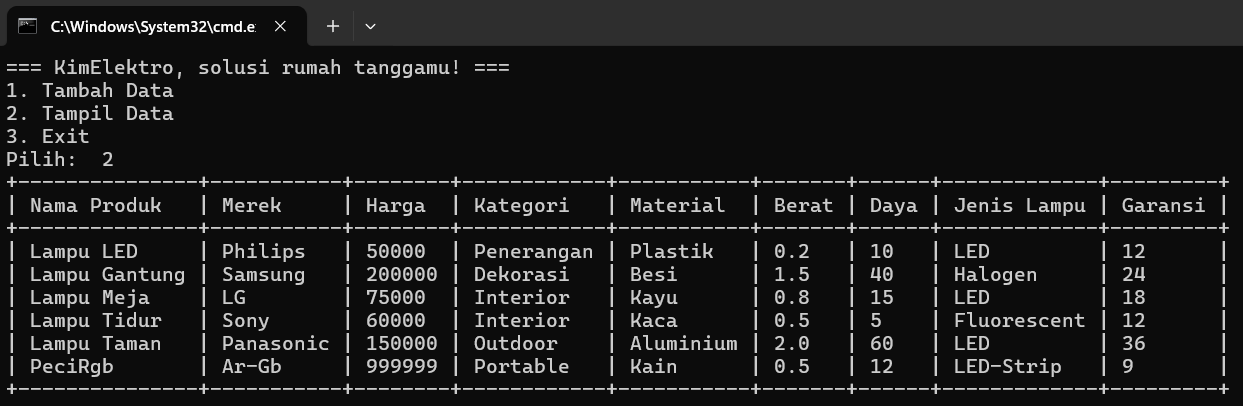 C:\Windows\System32\cmd.e
=== KimElektro, solusi rumah tanggamu! ===
1. Tambah Data
2. Tampil Data
3. Exit
Pilih:  2
+---------------+-----------+--------+------------+-----------+-------+------+--------------+---------+
| Nama Produk   | Merek     | Harga  | Kategori   | Material  | Berat | Daya | Jenis Lampu | Garansi |
+---------------+-----------+--------+------------+-----------+-------+------+--------------+---------+
| Lampu LED     | Philips   | 50000  | Penerangan | Plastik   | 0.2   | 10   | LED         | 12      |
| Lampu Gantung | Samsung   | 200000 | Dekorasi   | Besi      | 1.5   | 40   | Halogen     | 24      |
| Lampu Meja    | LG        | 75000  | Interior   | Kayu      | 0.8   | 15   | LED         | 18      |
| Lampu Tidur   | Sony      | 60000  | Interior   | Kaca      | 0.5   | 5    | Fluorescent | 12      |
| Lampu Taman   | Panasonic | 150000 | Outdoor    | Aluminium | 2.0   | 60   | LED         | 36      |
| PeciRgb       | Ar-Gb     | 999999 | Portable   | Kain      | 0.5   | 12   | LED-Strip   | 9       |
+---------------+-----------+--------+------------+-----------+-------+------+--------------+---------+